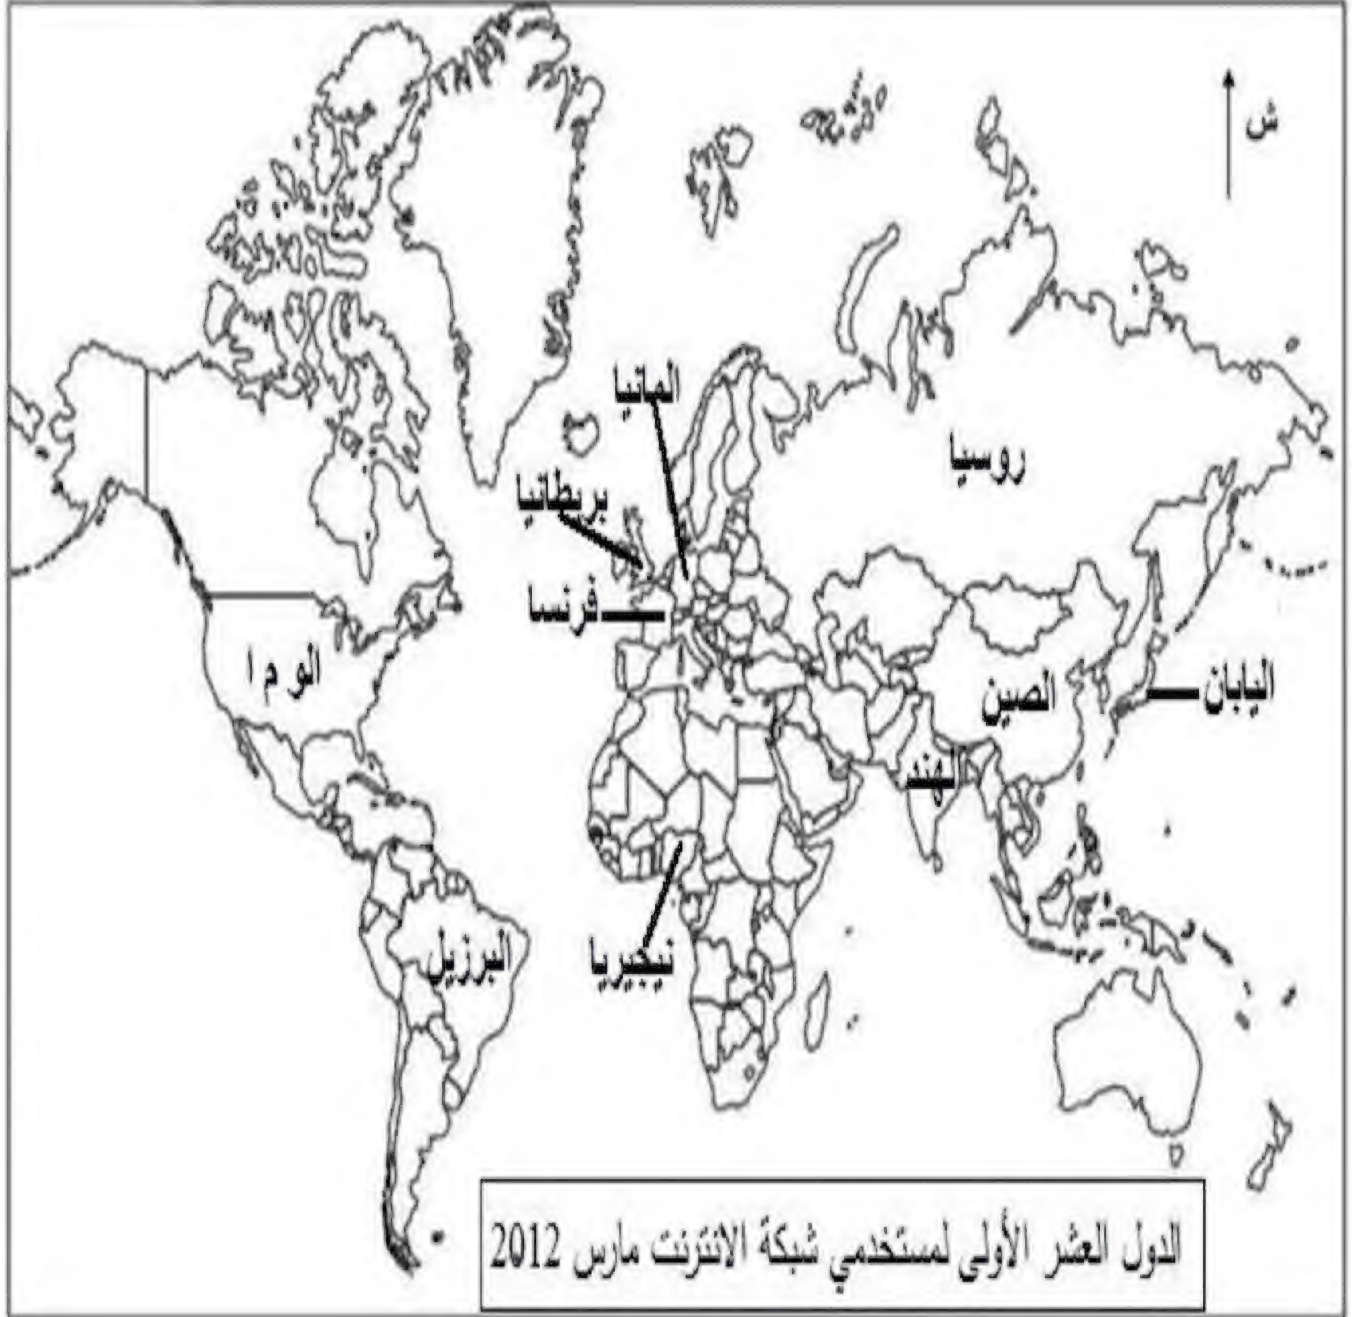 ش
المانيا
روسيا
بريطانيا
فرنسا
الو م ا
الصين
اليابان
الهند
البرزيل
نيجيريا
الدول العشر الأولى لمستخدمي شبكة الانترنت مارس 2012